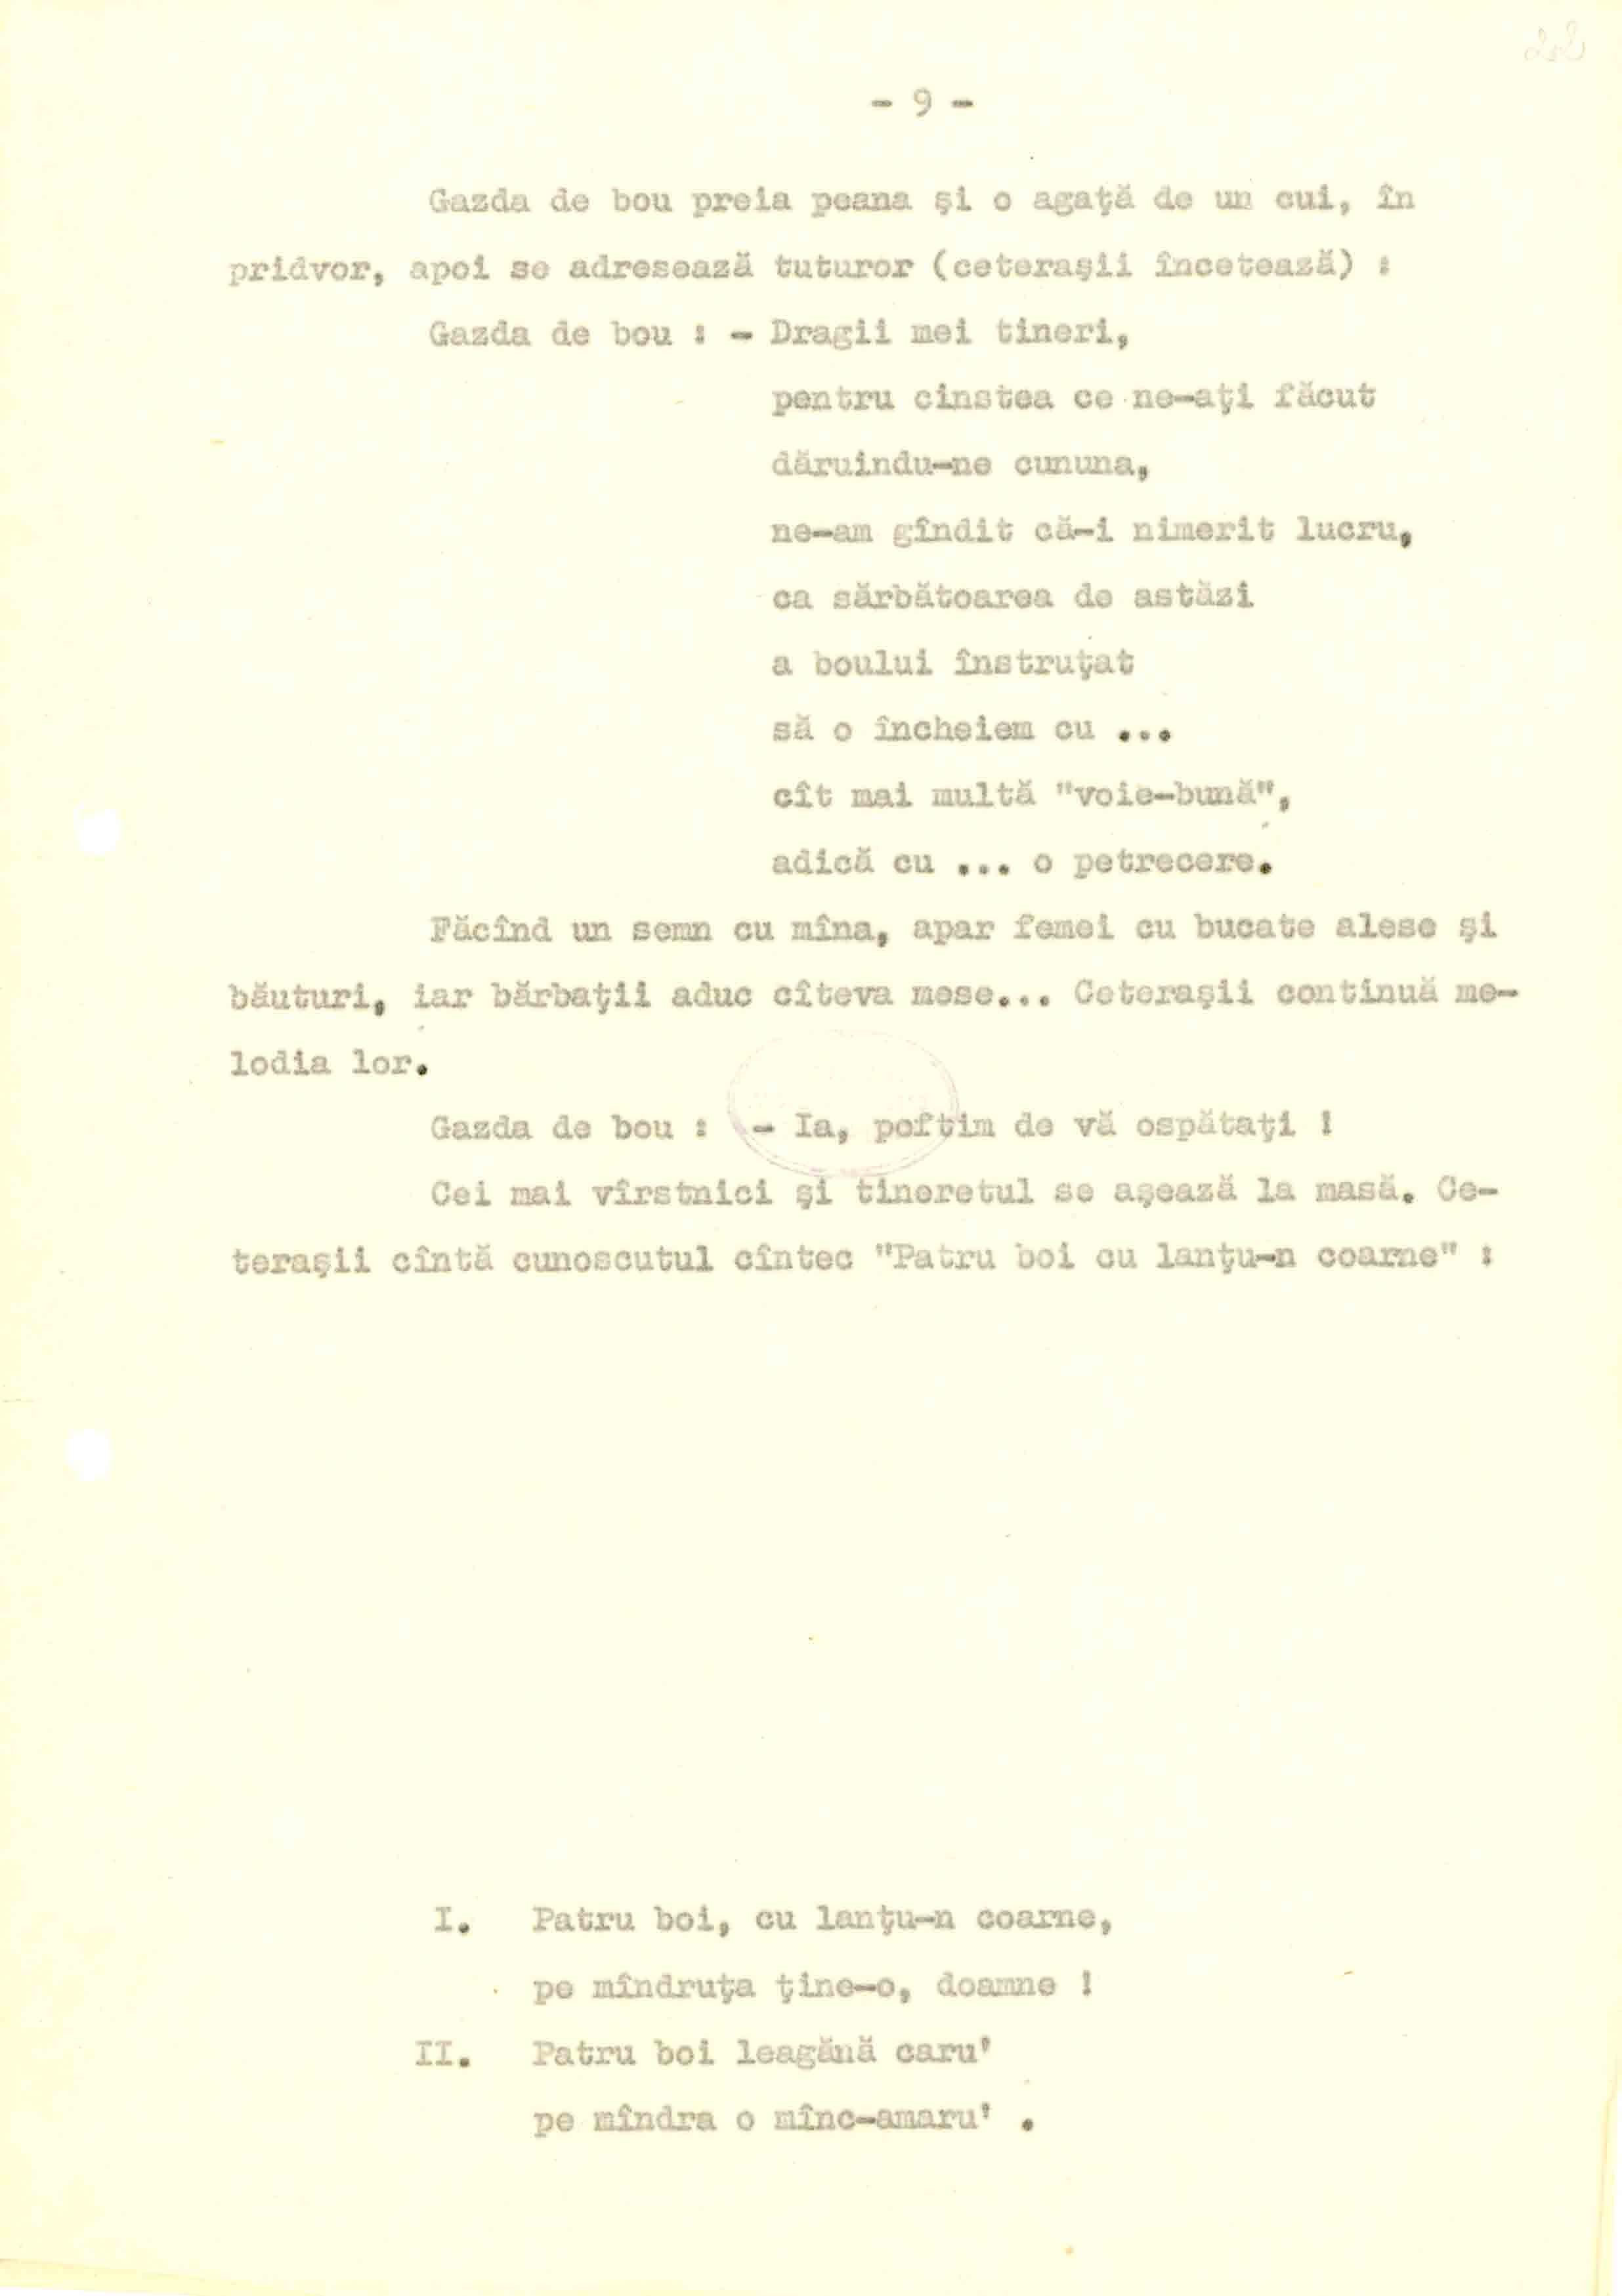 - 9 -
Gazda de bou preia peana şi o agaţă de un cui, în
pridvor, apoi se adresează tuturor (ceteraşii încetează) :
Gazda de bou : - Dragii mei tineri,
pentru cinstea ce ne-aţi făcut
dăruindu-ne cununa,
ne-am gîndit că-i nimerit lucru,
ca sărbătoarea de astăzi
a boului înstruţat
să o încheiem cu ...
cît mai multă "voie-bună",
adică cu ... o petrecere.
Făcînd un semn cu mîna, apar femei cu bucate alese şi
băuturi, iar bărbaţii aduc cîteva mese... Ceteraşii continuă me-
lodia lor.
Gazda de bou : - Ia, poftim de vă ospătaţi !
Cei mai vîrstnici şi tineretul se aşează la masă. Ce-
teraşii cîntă cunoscutul cîntec "Patru boi cu lanţu-n coarne" :
I. Patru boi, cu lanţu-n coarne,
pe mîndruţa ţine-o, doamne !
II. Patru boi leagănă caru'
pe mîndra o mînc-amaru' .